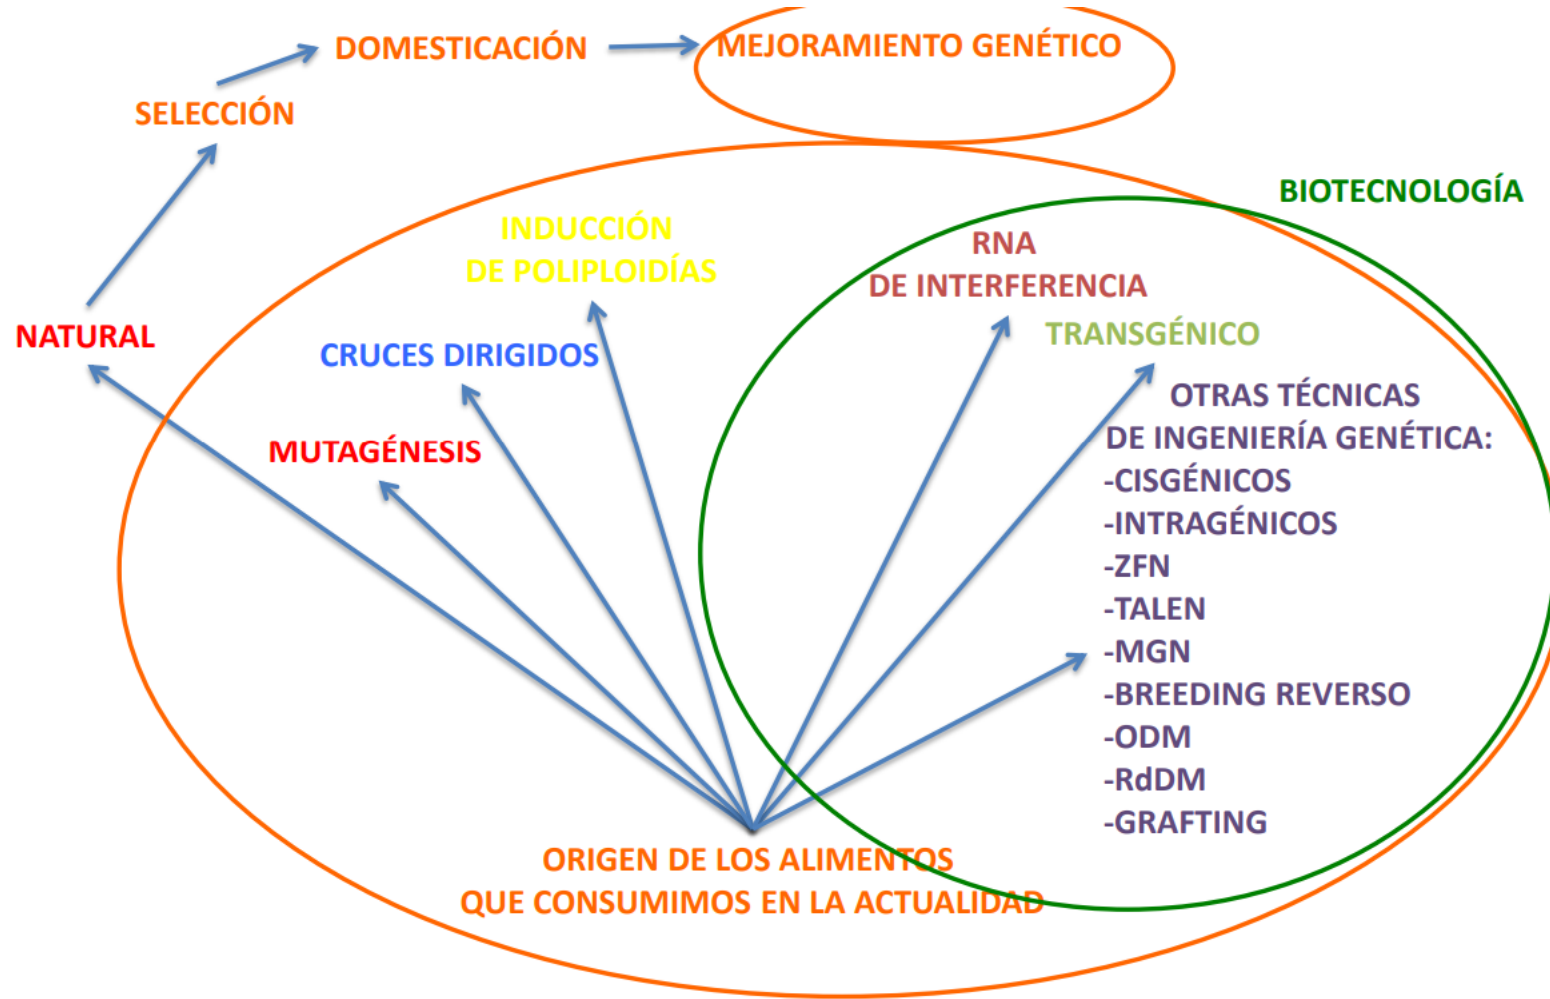 DOMESTICACIÓN
MEJORAMIENTO GENÉTICO
SELECCIÓN
BIOTECNOLOGÍA
NATURAL
INDUCCIÓN
DE POLIPLOIDÍAS
CRUCES DIRIGIDOS
MUTAGÉNESIS
RNA
DE INTERFERENCIA
TRANSGÉNICO
OTRAS TÉCNICAS
DE INGENIERÍA GENÉTICA:
-CISGÉNICOS
-INTRAGÉNICOS
-ZFN
-TALEN
-MGN
-BREEDING REVERSO
-ODM
-RdDM
-GRAFTING
ORIGEN DE LOS ALIMENTOS
QUE CONSUMIMOS EN LA ACTUALIDAD